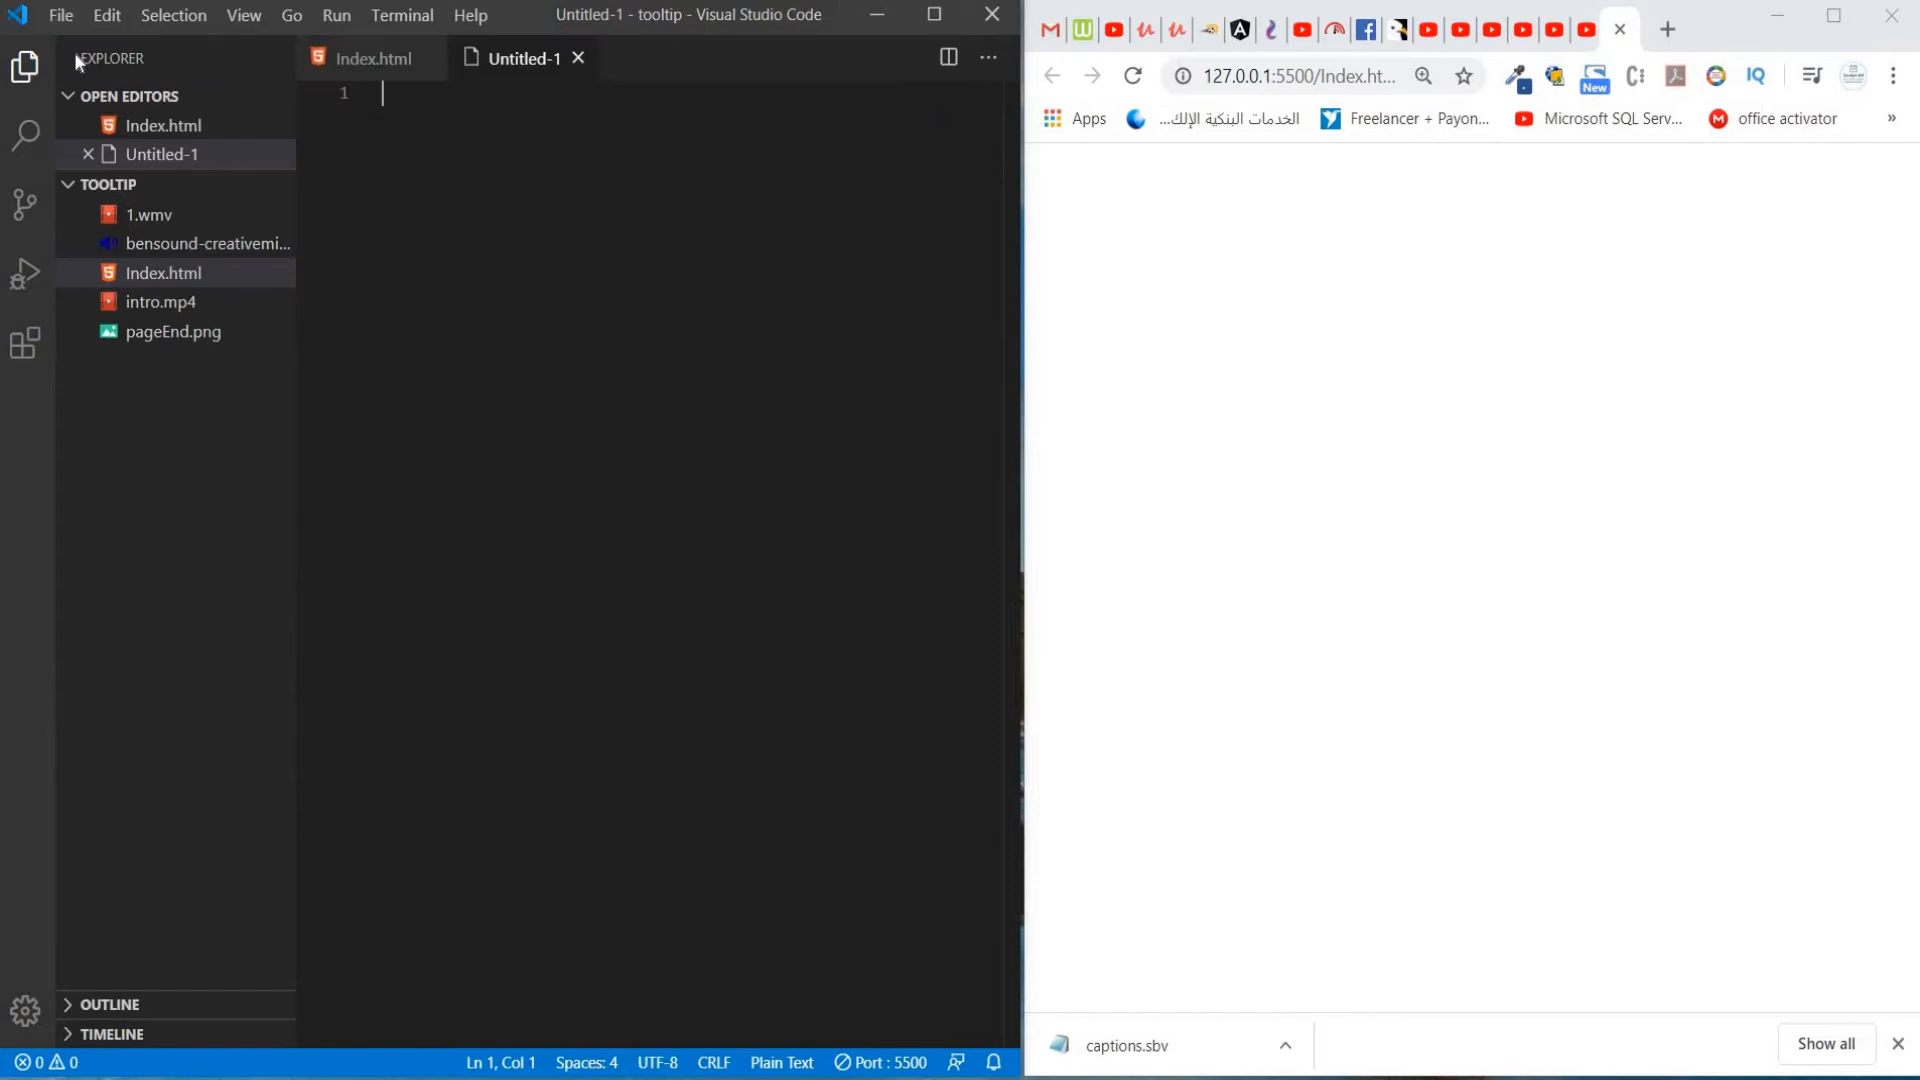 File Edit Selection View Go Run Terminal Help Untitled-1 - tooltip - Visual Studio Code
EXPLORER
OPEN EDITORS
Index.html
Untitled-1
TOOLTIP
1.wmv
bensound-creativemi...
Index.html
intro.mp4
pageEnd.png
OUTLINE
TIMELINE
Index.html Untitled-1
1
0 0 Ln 1, Col 1 Spaces: 4 UTF-8 CRLF Plain Text Port : 5500
127.0.0.1:5500/Index.ht... New IQ
Apps الخدمات البنكية الإلك... Freelancer + Payon... Microsoft SQL Serv... office activator »
captions.sbv Show all